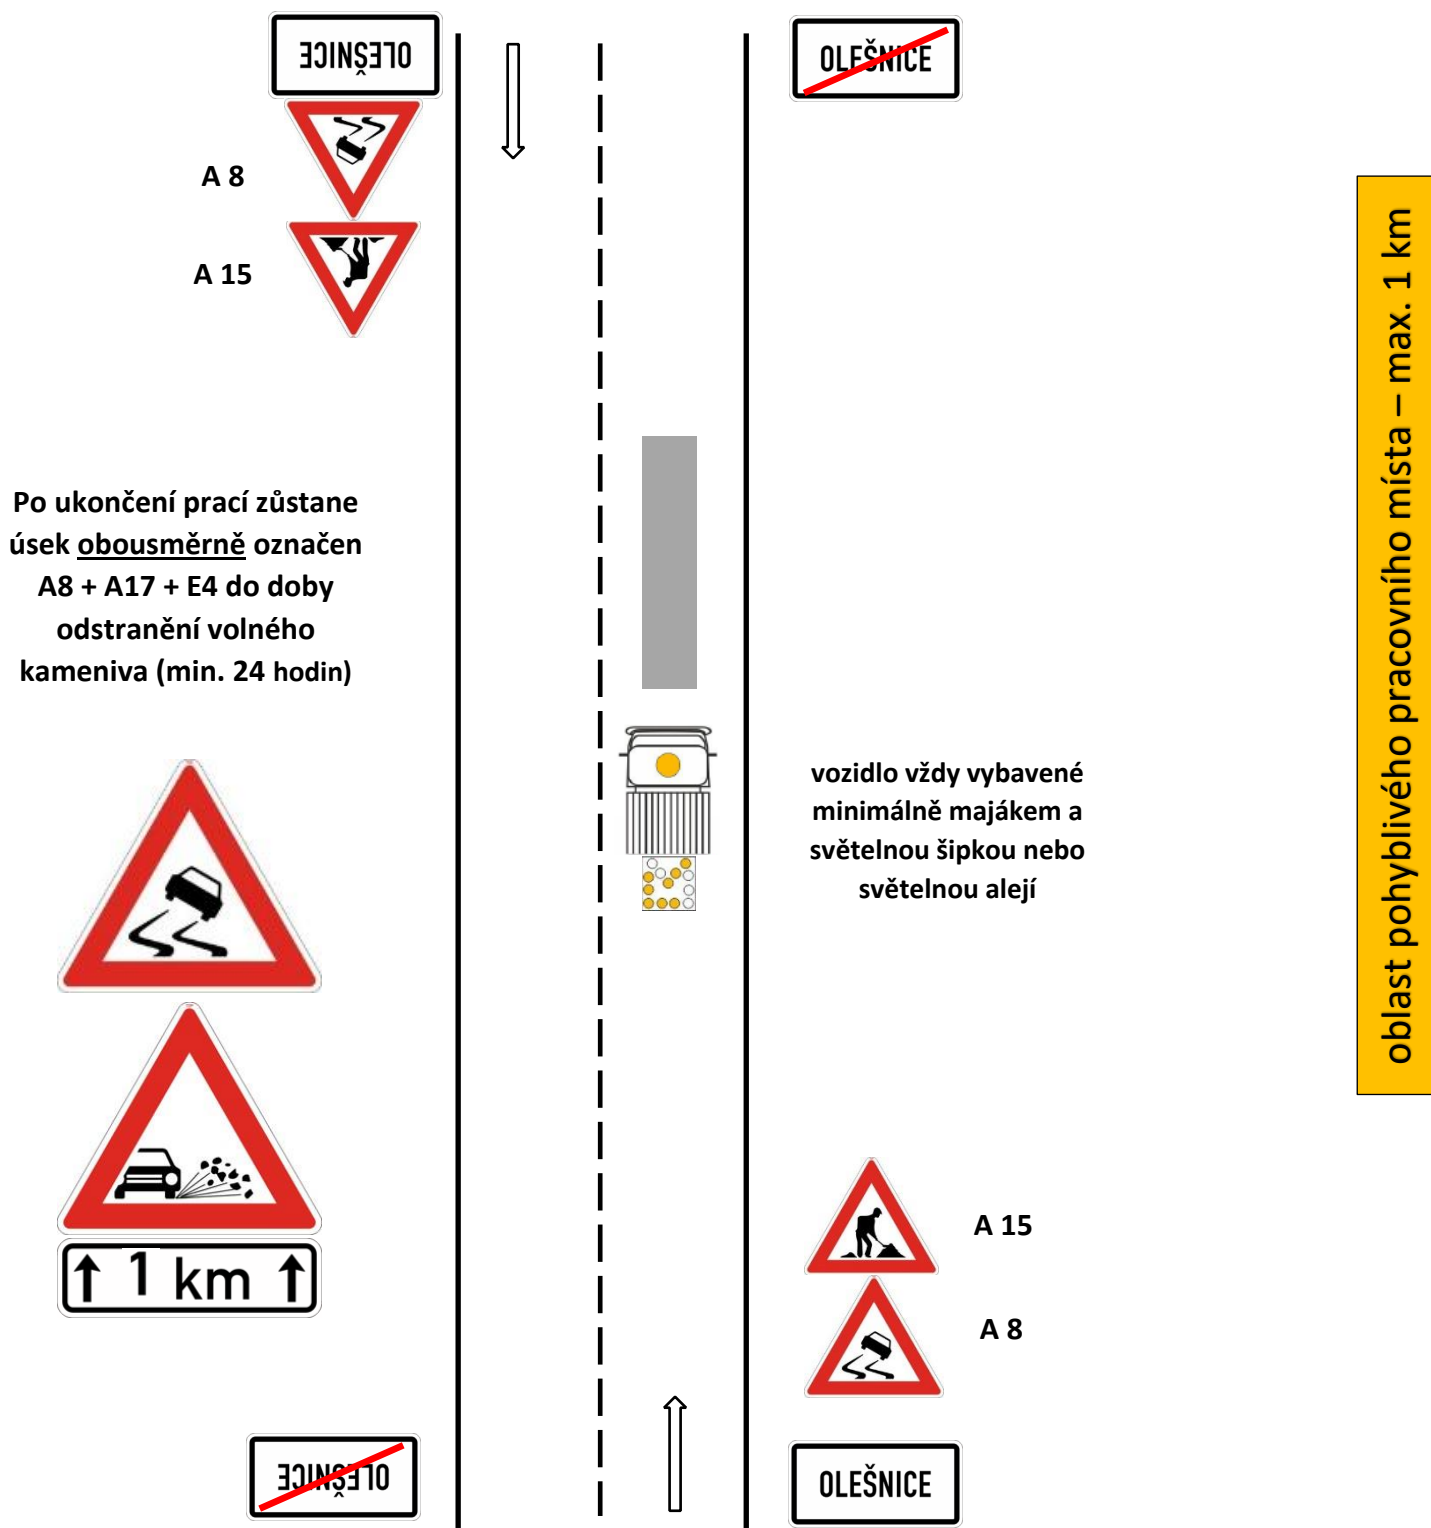 OLEŠNICE
OLEŠNICE
A 8
A 15
Po ukončení prací zůstane
úsek obousměrně označen
A8 + A17 + E4 do doby
odstranění volného
kameniva (min. 24 hodin)
vozidlo vždy vybavené
minimálně majákem a
světelnou šipkou nebo
světelnou alejí
oblast pohyblivého pracovního místa – max. 1 km
1 km
A 15
A 8
OLEŠNICE
OLEŠNICE